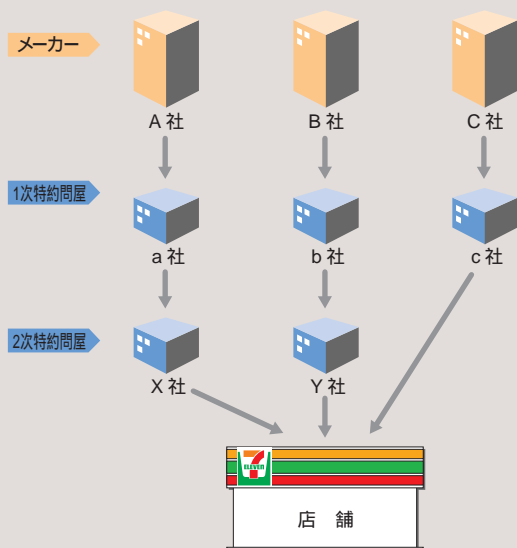 メーカー
A 社
B 社
C 社
1次特約問屋
a 社
b 社
c 社
2次特約問屋
X 社
Y 社
7
ELEVEN
店 舗